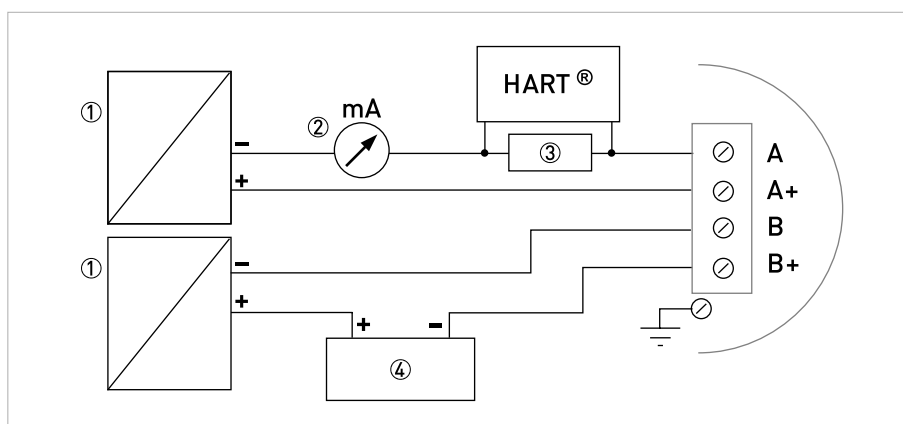 HART ®
mA
①
②
−
③
A
+
A+
B
①
−
B+
+
+
−
④